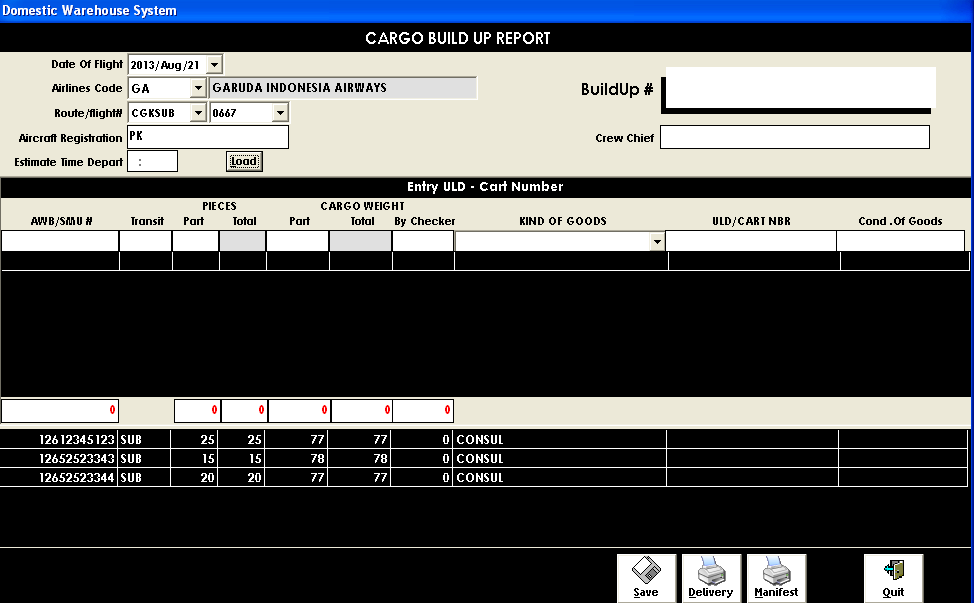 Domestic Warehouse System
CARGO BUILD UP REPORT
Date Of Flight 2013/Aug/21
Airlines Code GA GARUDA INDONESIA AIRWAYS
BuildUp #
Route/flight# CGKSUB 0667
Aircraft Registration PK
Crew Chief
Estimate Time Depart :
Load
Entry ULD - Cart Number
PIECES CARGO WEIGHT
AWB/SMU # Transit Part Total Part Total By Checker KIND OF GOODS ULD/CART NBR Cond .Of Goods
0 0 0 0 0 0
12612345123 SUB 25 25 77 77 0 CONSUL
12652523343 SUB 15 15 78 78 0 CONSUL
12652523344 SUB 20 20 77 77 0 CONSUL
Save Delivery Manifest Quit